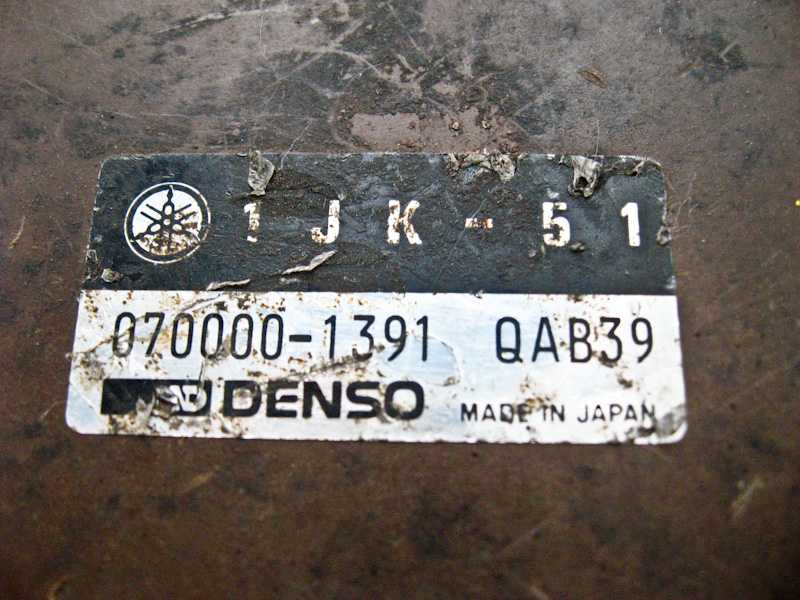 1JK-51
070000-1391 QAB39
DENSO MADE IN JAPAN